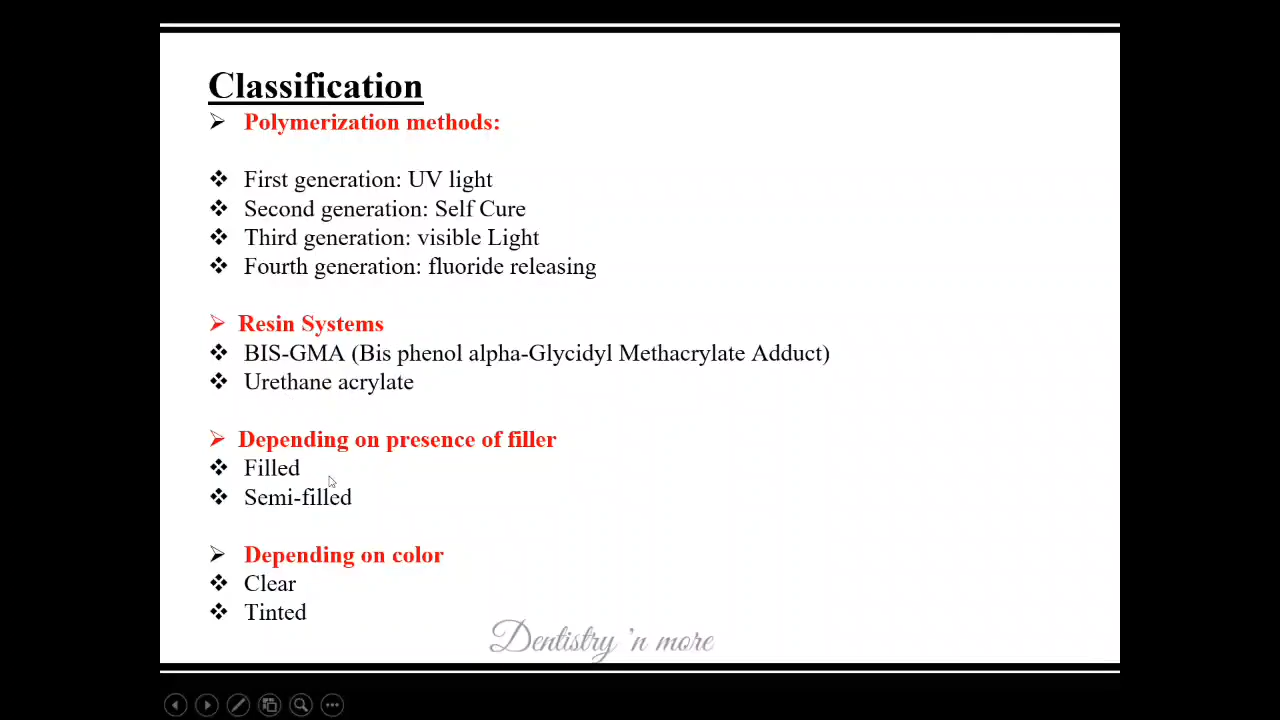 Classification
Polymerization methods:
First generation: UV light
Second generation: Self Cure
Third generation: visible Light
Fourth generation: fluoride releasing
Resin Systems
BIS-GMA (Bis phenol alpha-Glycidyl Methacrylate Adduct)
Urethane acrylate
Depending on presence of filler
Filled
Semi-filled
Depending on color
Clear
Tinted
Dentistry 'n more